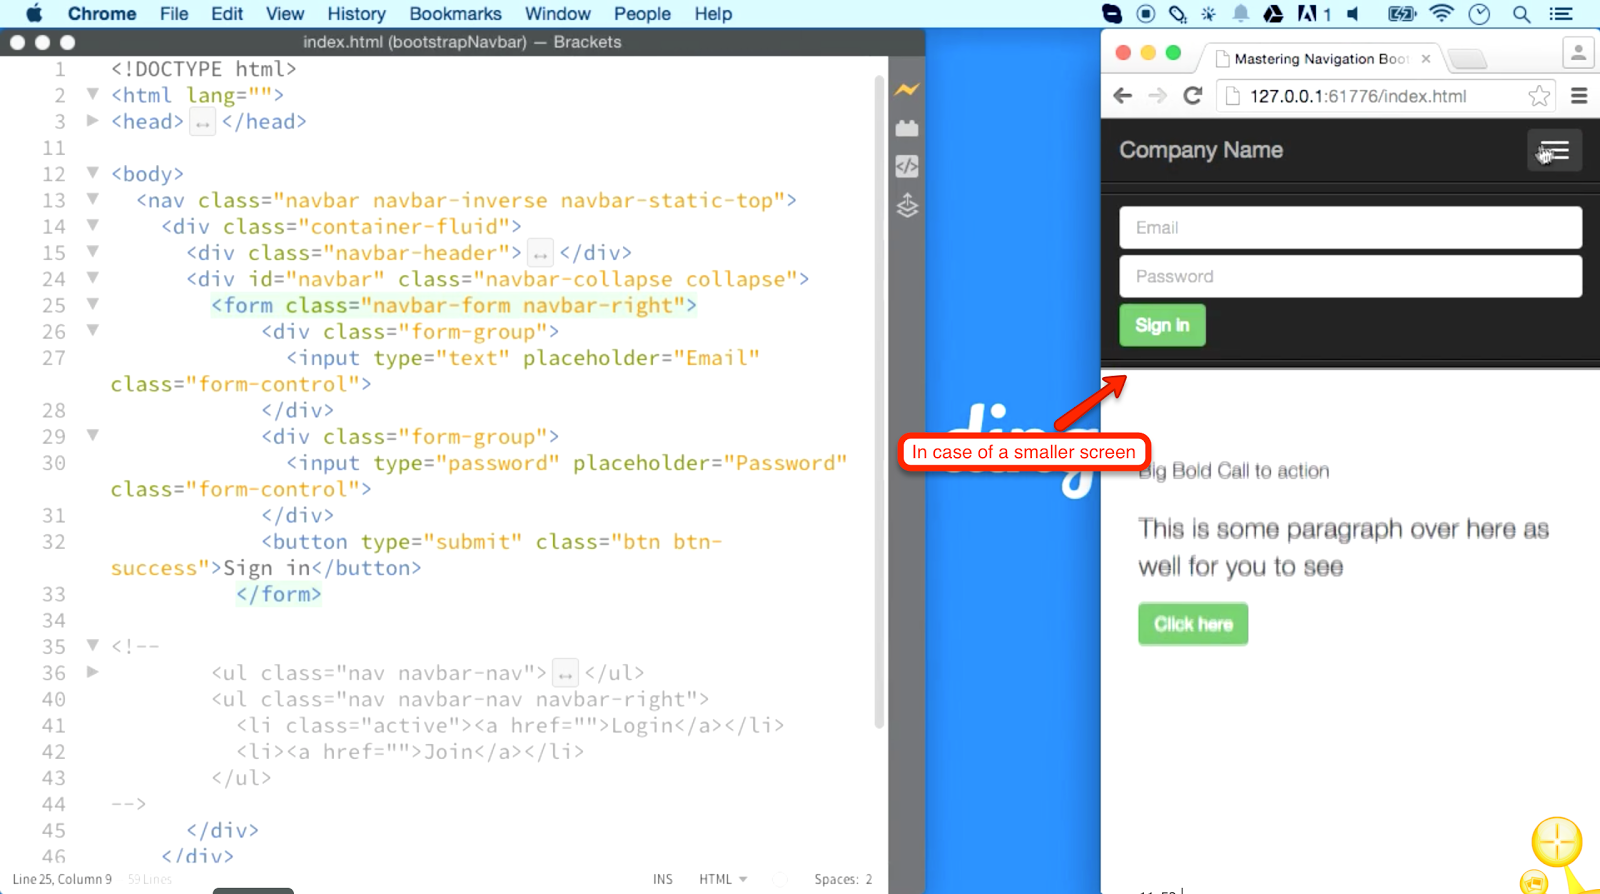 Chrome File Edit View History Bookmarks Window People Help
1
index.html (bootstrapNavbar) — Brackets
1 <!DOCTYPE html>
2 <html lang="">
3 <head> ↔ </head>
11
12 <body>
13 <nav class="navbar navbar-inverse navbar-static-top">
14 <div class="container-fluid">
15 <div class="navbar-header"> ↔ </div>
24 <div id="navbar" class="navbar-collapse collapse">
25 <form class="navbar-form navbar-right">
26 <div class="form-group">
27 <input type="text" placeholder="Email"
class="form-control">
28 </div>
29 <div class="form-group">
30 <input type="password" placeholder="Password"
class="form-control">
31 </div>
32 <button type="submit" class="btn btn-
success">Sign in</button>
33 </form>
34
35 <!--
36 <ul class="nav navbar-nav"> ↔ </ul>
40 <ul class="nav navbar-nav navbar-right">
41 <li class="active"><a href="">Login</a></li>
42 <li><a href="">Join</a></li>
43 </ul>
44 -->
45 </div>
46 </div>
Line 25, Column 9 59 Lines
INS HTML Spaces: 2
In case of a smaller screen
Mastering Navigation Boot
127.0.0.1:61776/index.html
Company Name
Email
Password
Sign in
Big Bold Call to action
This is some paragraph over here as
well for you to see
Click here